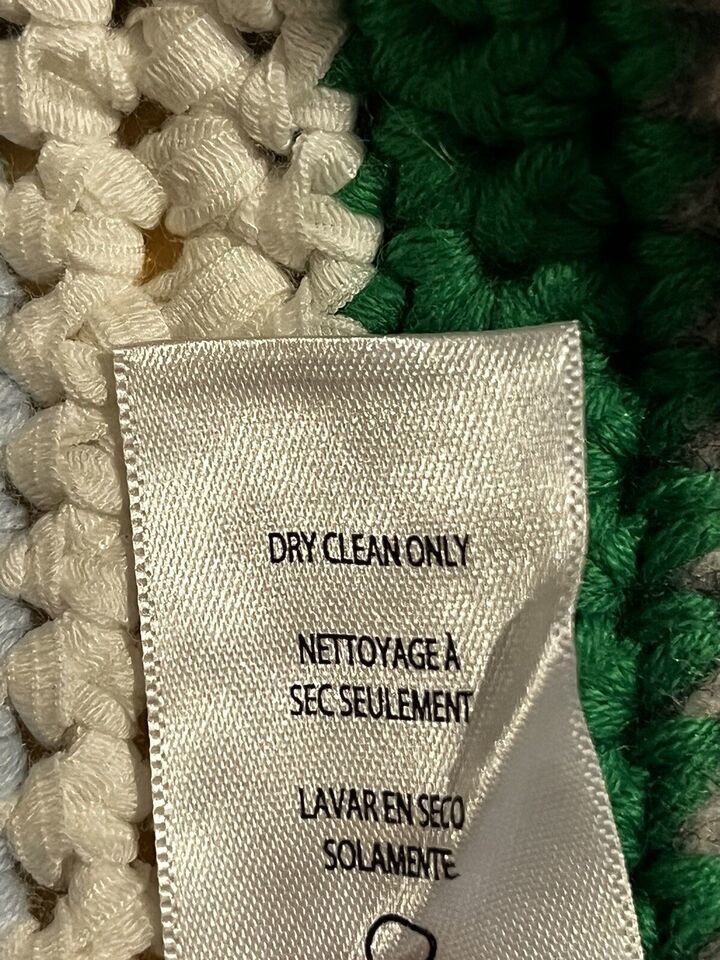 DRY CLEAN ONLY
NETTOYAGE À
SEC SEULEMENT
LAVAR EN SECO
SOLAMENTE